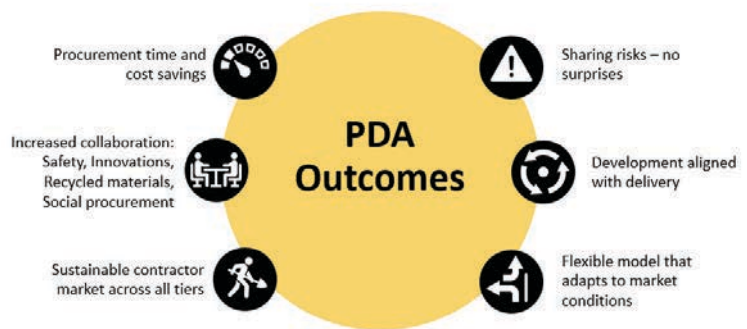 Procurement time and
cost savings
Increased collaboration:
Safety, Innovations,
Recycled materials,
Social procurement
Sustainable contractor
market across all tiers
PDA
Outcomes
Sharing risks – no
surprises
Development aligned
with delivery
Flexible model that
adapts to market
conditions